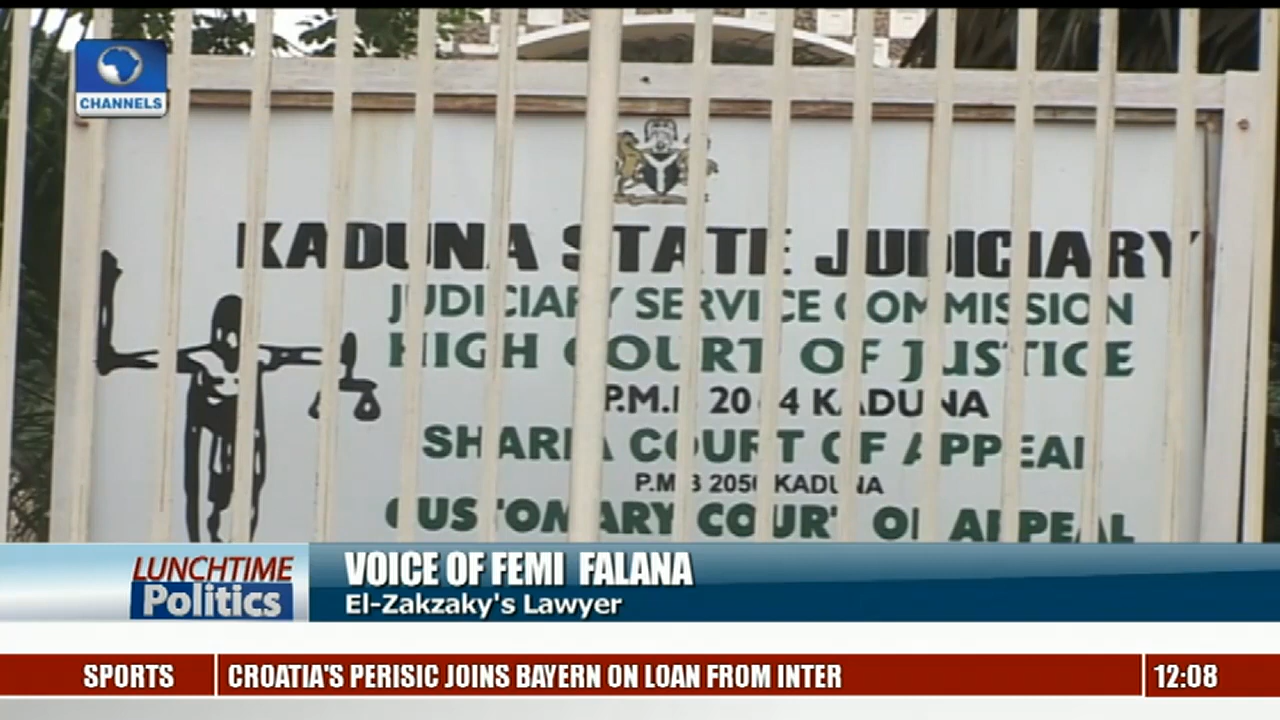 CHANNELS
KADUNA STATE JUDICIARY
JUDICIARY SERVICE COMMISSION
HIGH COURT OF JUSTICE
P.M.B KADUNA
SHARIA COURT OF APPEAL
P.M.B KADUNA
CUSTOMARY COURT OF APPEAL
LUNCHTIME
Politics
VOICE OF FEMI FALANA
El-Zakzaky's Lawyer
SPORTS
CROATIA'S PERISIC JOINS BAYERN ON LOAN FROM INTER
12:08